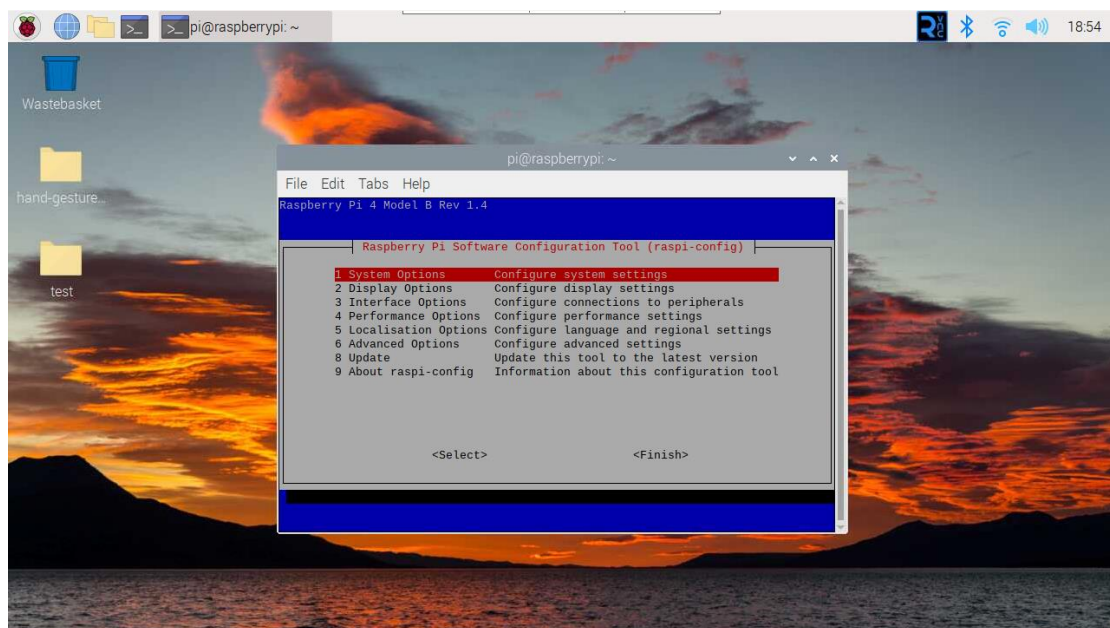 pi@raspberrypi: ~
18:54
Wastebasket
hand-gesture...
test
pi@raspberrypi: ~
File Edit Tabs Help
Raspberry Pi 4 Model B Rev 1.4
Raspberry Pi Software Configuration Tool (raspi-config)
1 System Options Configure system settings
2 Display Options Configure display settings
3 Interface Options Configure connections to peripherals
4 Performance Options Configure performance settings
5 Localisation Options Configure language and regional settings
6 Advanced Options Configure advanced settings
8 Update Update this tool to the latest version
9 About raspi-config Information about this configuration tool
<Select> <Finish>